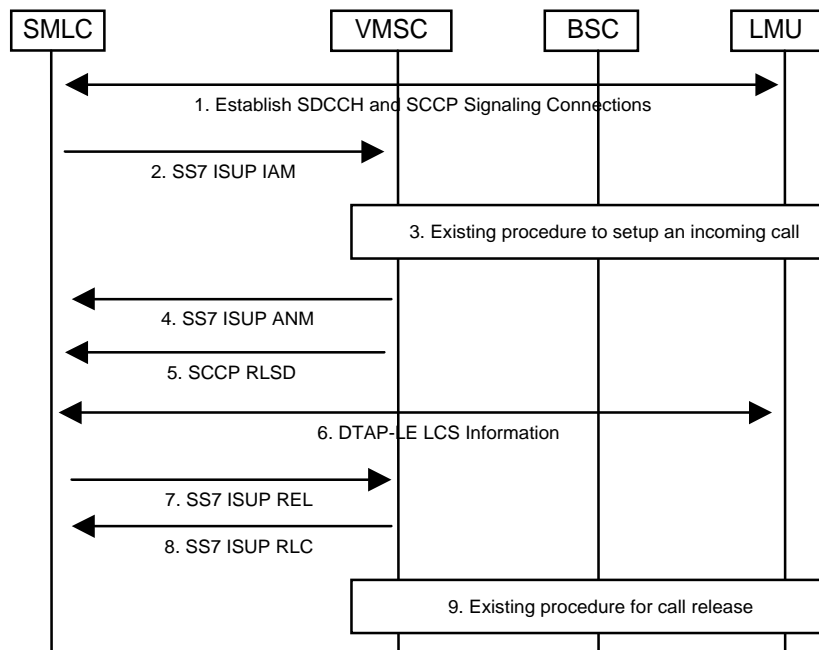 SMLC VMSC BSC LMU
1. Establish SDCCH and SCCP Signaling Connections
2. SS7 ISUP IAM
3. Existing procedure to setup an incoming call
4. SS7 ISUP ANM
5. SCCP RLSD
6. DTAP-LE LCS Information
7. SS7 ISUP REL
8. SS7 ISUP RLC
9. Existing procedure for call release